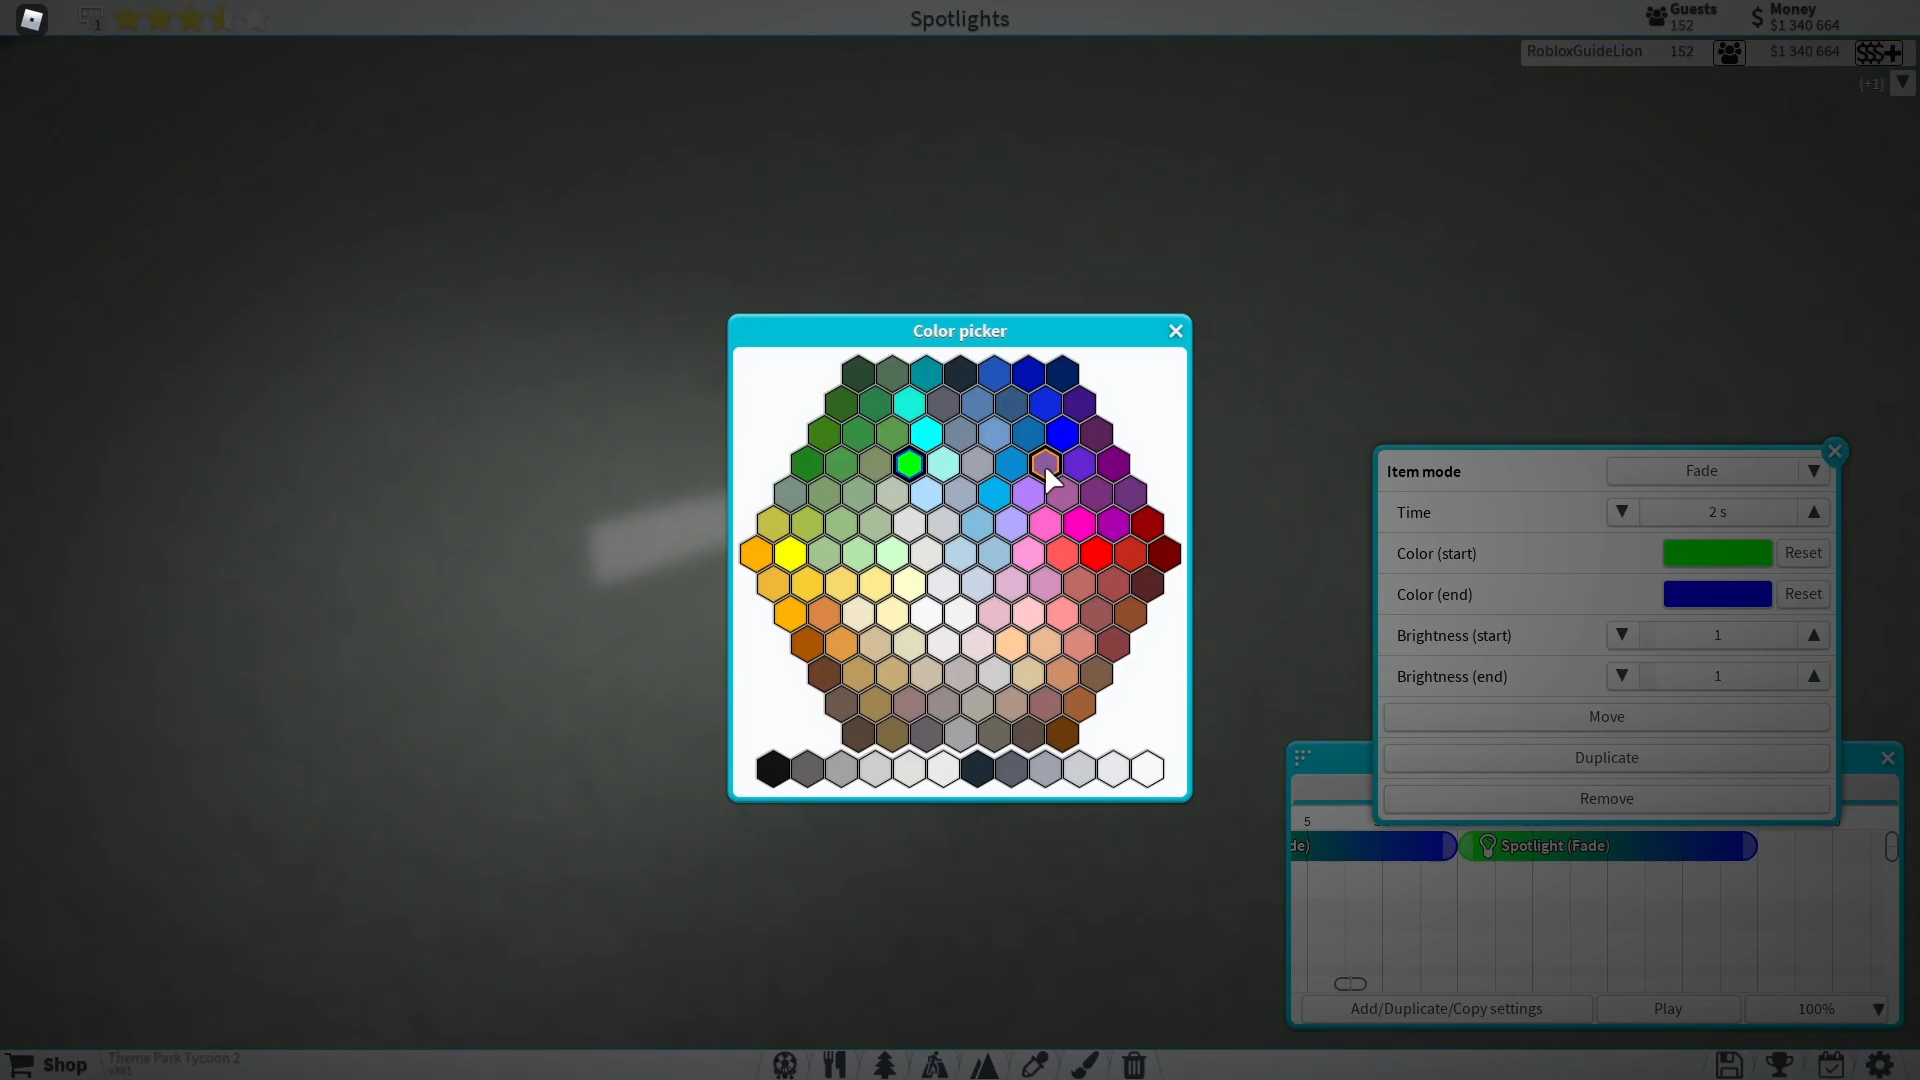 1
Spotlights
Guests
152
$ Money
$1 340 664
RobloxGuideLion 152 $1 340 664 $$$+
(+1)
Color picker
Item mode Fade
Time 2 s
Color (start) Reset
Color (end) Reset
Brightness (start) 1
Brightness (end) 1
Move
Duplicate
Remove
5
de) Spotlight (Fade)
Add/Duplicate/Copy settings Play 100%
Shop Theme Park Tycoon 2
v391